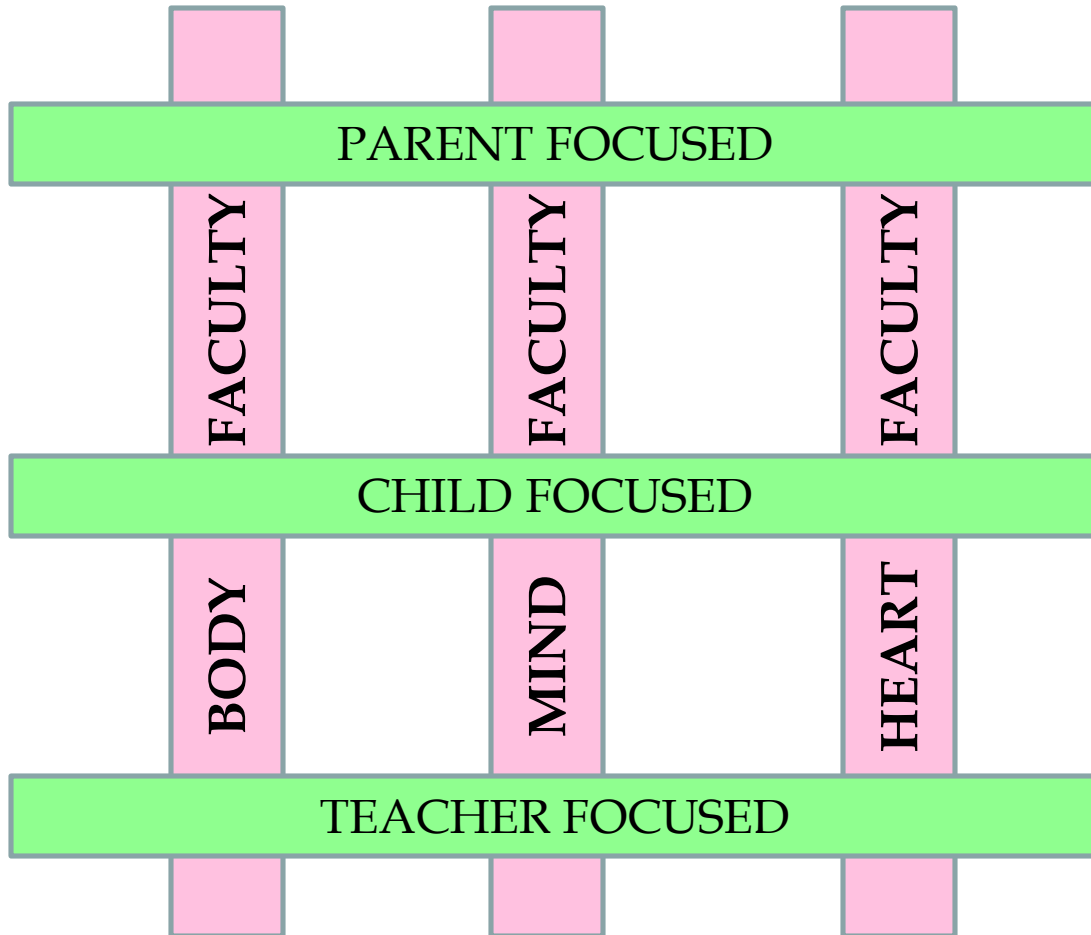 PARENT FOCUSED
FACULTY
FACULTY
FACULTY
CHILD FOCUSED
BODY
MIND
HEART
TEACHER FOCUSED